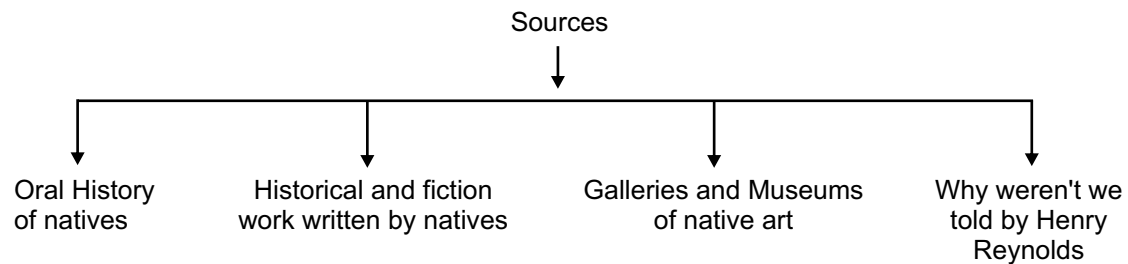 Sources
Oral History
of natives
Historical and fiction
work written by natives
Galleries and Museums
of native art
Why weren't we
told by Henry
Reynolds